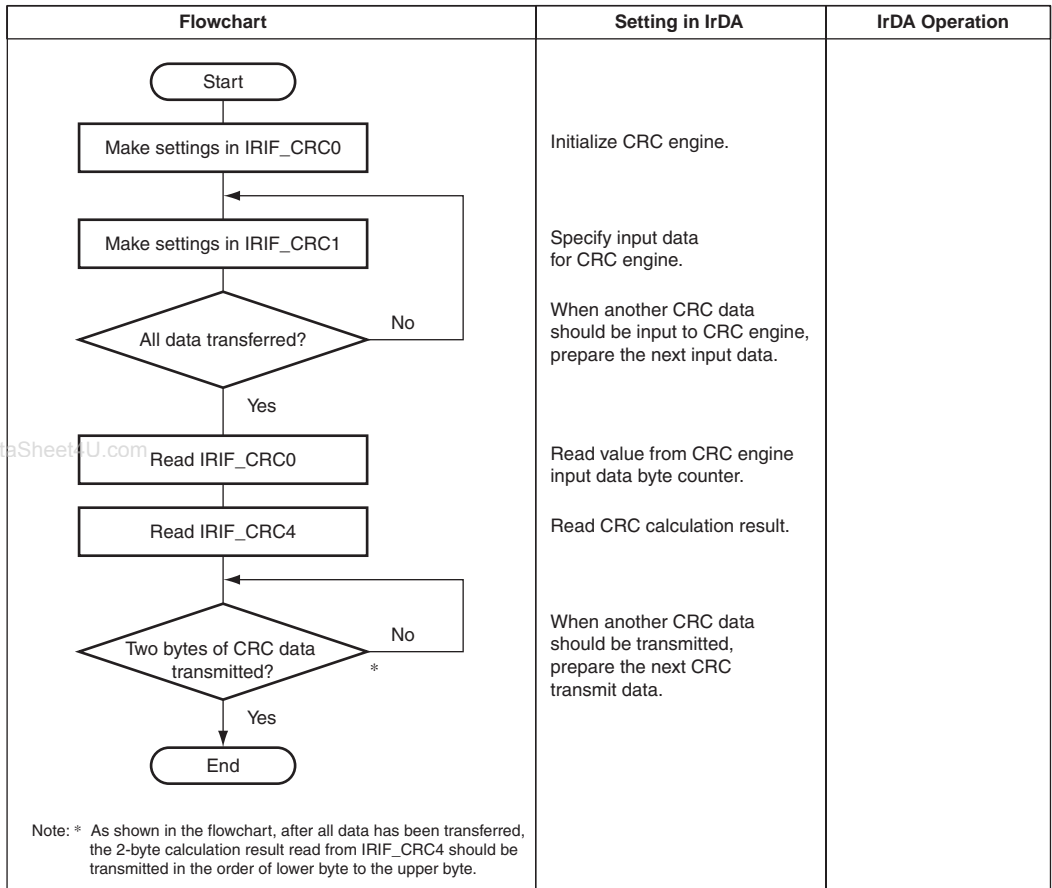 Flowchart
Setting in IrDA
IrDA Operation
Start
Make settings in IRIF_CRC0
Initialize CRC engine.
Make settings in IRIF_CRC1
Specify input data
for CRC engine.
All data transferred?
No
When another CRC data
should be input to CRC engine,
prepare the next input data.
Yes
taSheet4U.com
Read IRIF_CRC0
Read value from CRC engine
input data byte counter.
Read IRIF_CRC4
Read CRC calculation result.
Two bytes of CRC data
transmitted?
No
*
When another CRC data
should be transmitted,
prepare the next CRC
transmit data.
Yes
End
Note: * As shown in the flowchart, after all data has been transferred,
the 2-byte calculation result read from IRIF_CRC4 should be
transmitted in the order of lower byte to the upper byte.